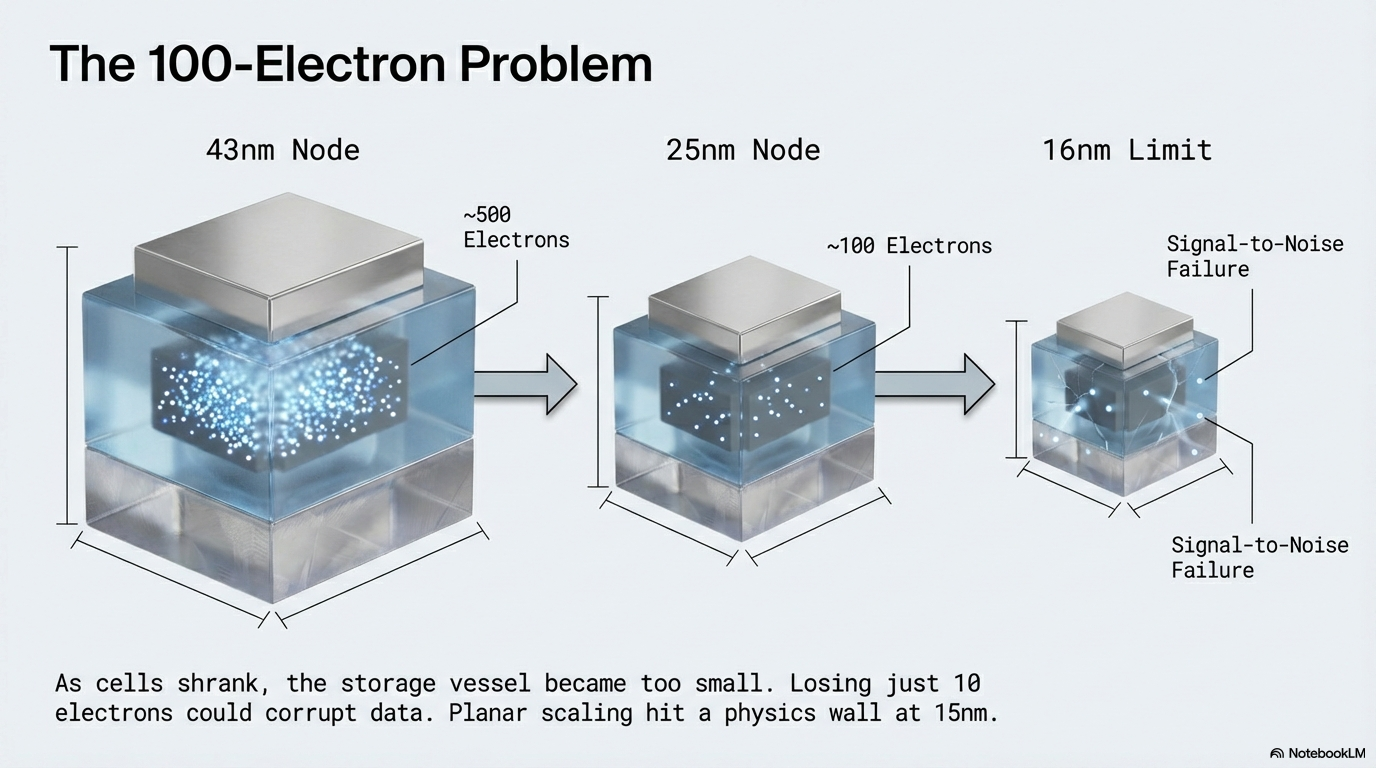 The 100-Electron Problem
43nm Node
25nm Node
16nm Limit
~500
Electrons
~100 Electrons
Signal-to-Noise
Failure
Signal-to-Noise
Failure
As cells shrank, the storage vessel became too small. Losing just 10
electrons could corrupt data. Planar scaling hit a physics wall at 15nm.
NotebookLM